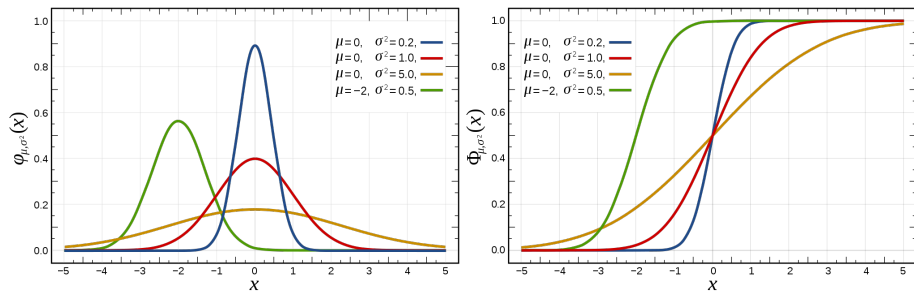 φμ,σ²(x)
1.0
0.8
0.6
0.4
0.2
0.0
μ=0, σ²=0.2,
μ=0, σ²=1.0,
μ=0, σ²=5.0,
μ=−2, σ²=0.5,
−5 −4 −3 −2 −1 0 1 2 3 4 5
x
Φμ,σ²(x)
1.0
0.8
0.6
0.4
0.2
0.0
μ=0, σ²=0.2,
μ=0, σ²=1.0,
μ=0, σ²=5.0,
μ=−2, σ²=0.5,
−5 −4 −3 −2 −1 0 1 2 3 4 5
x